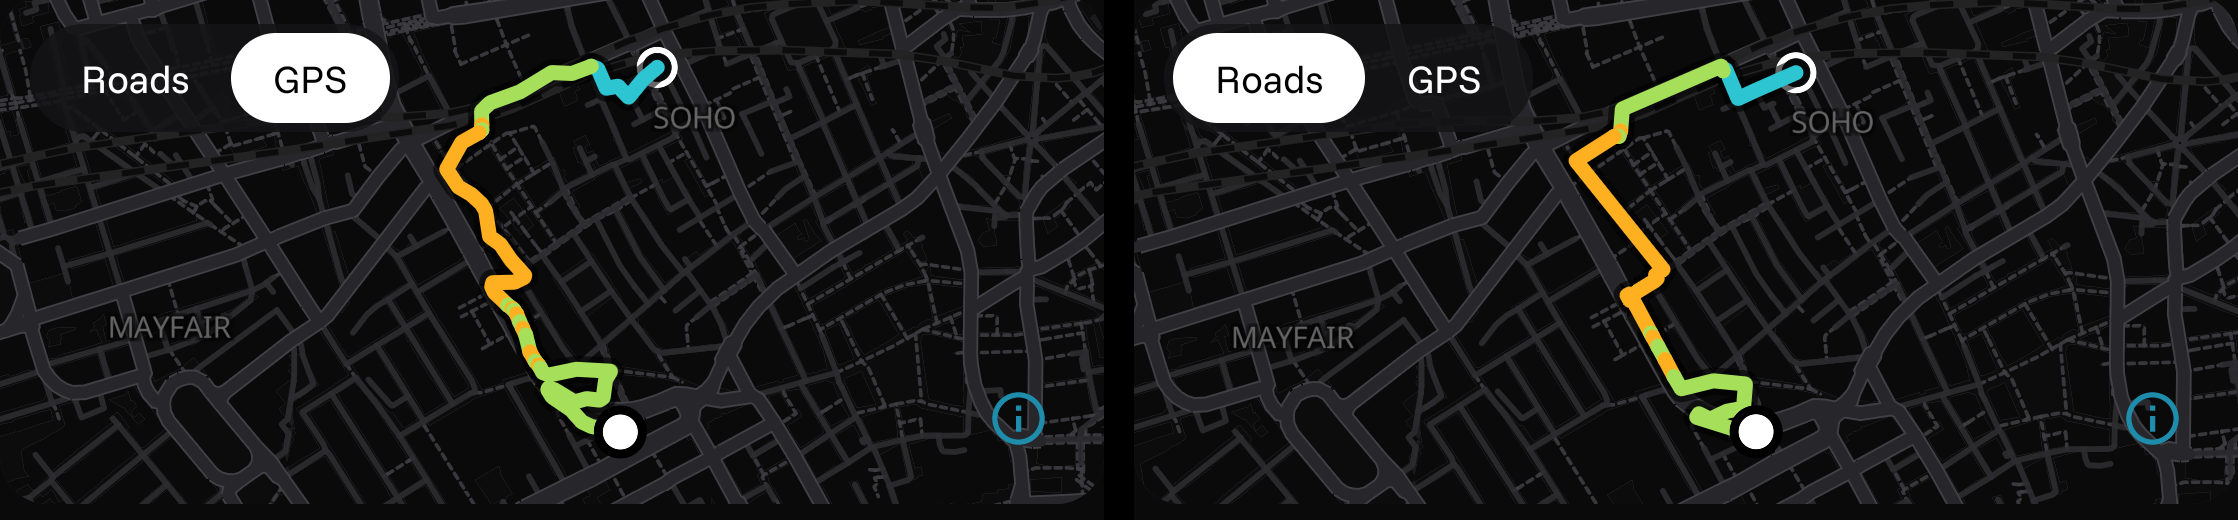 Roads GPS
SOHO
MAYFAIR
i
Roads GPS
SOHO
MAYFAIR
i